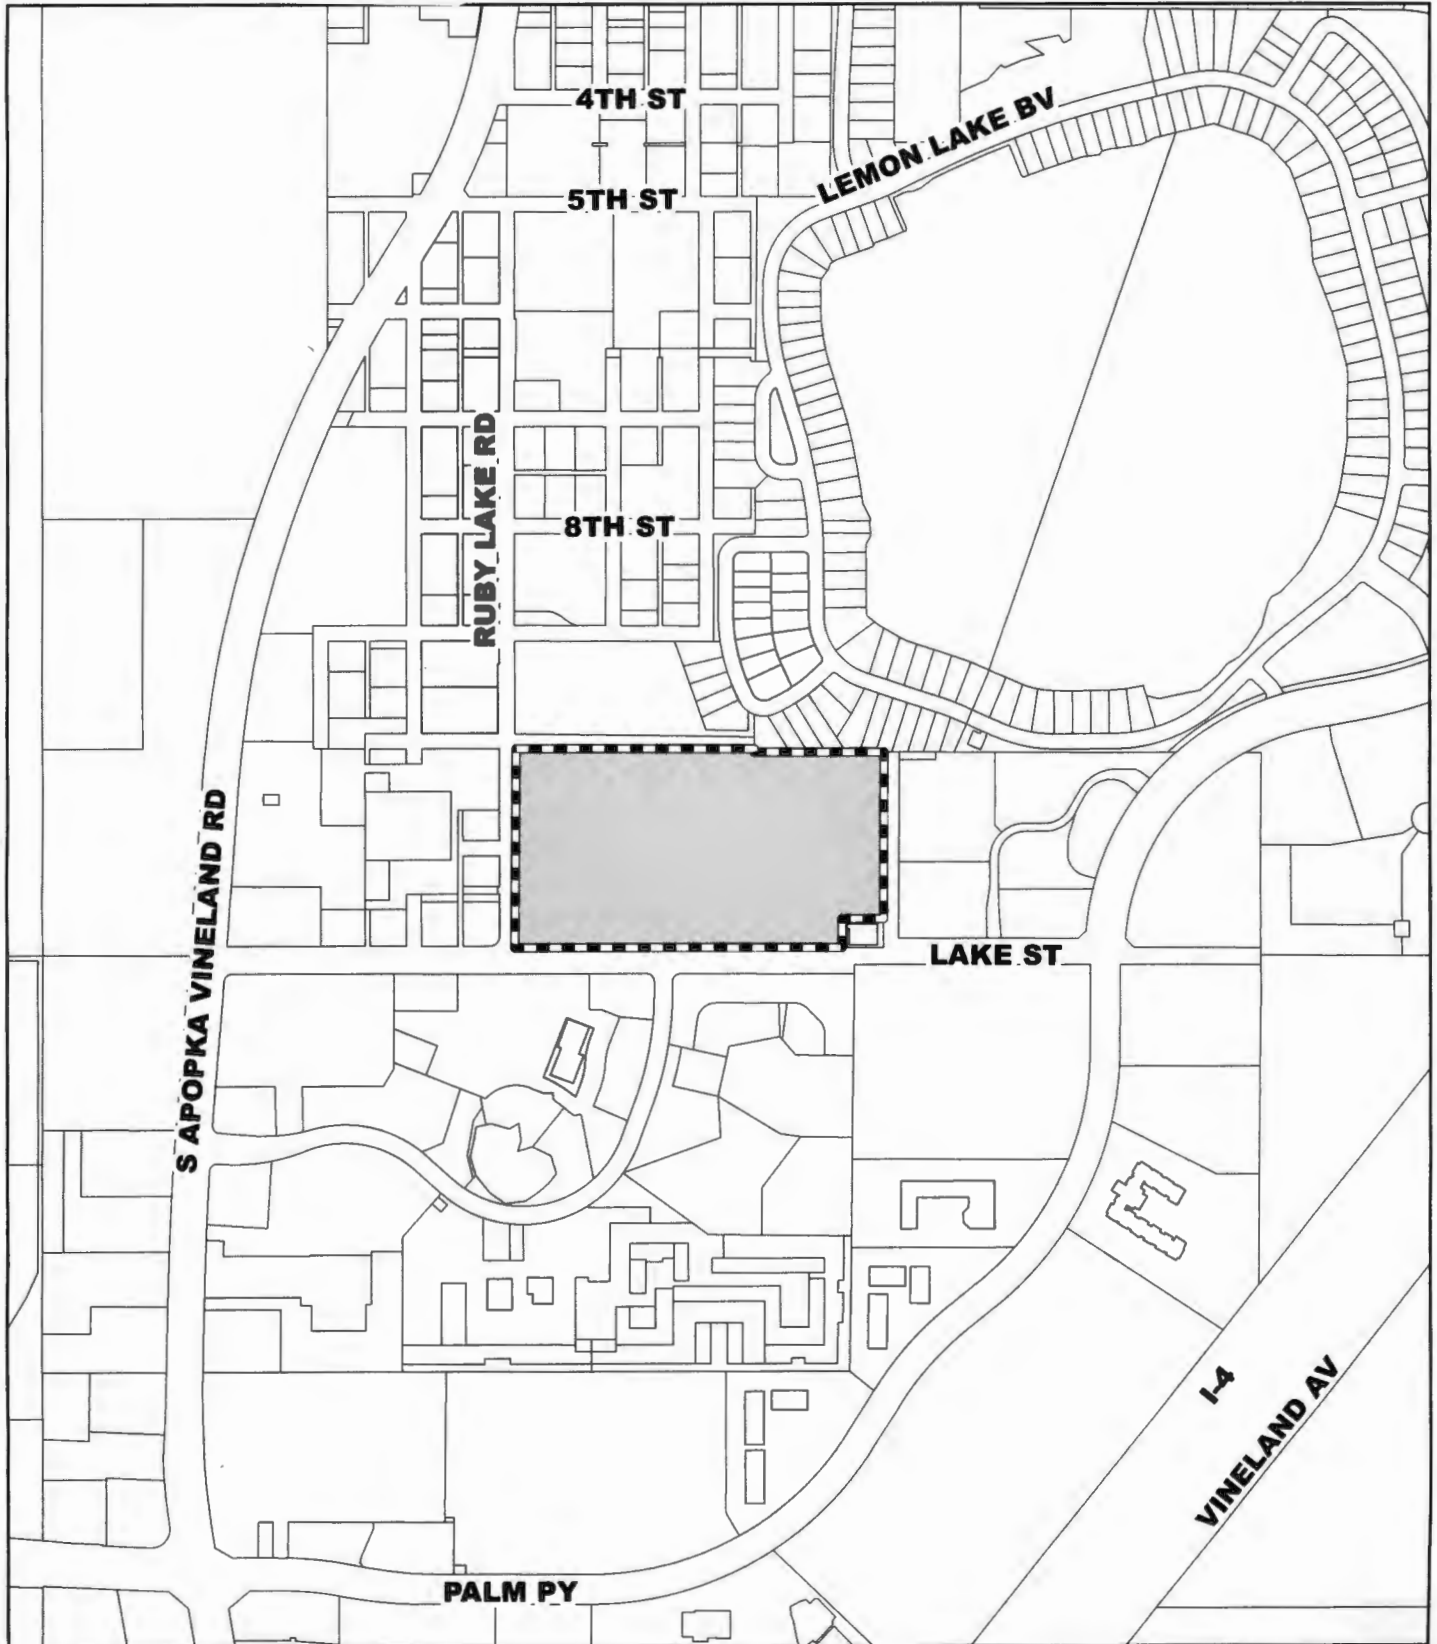 4TH ST
LEMON LAKE BV
5TH ST
RUBY LAKE RD
8TH ST
S APOPKA VINELAND RD
LAKE ST
I-4
VINELAND AV
PALM PY